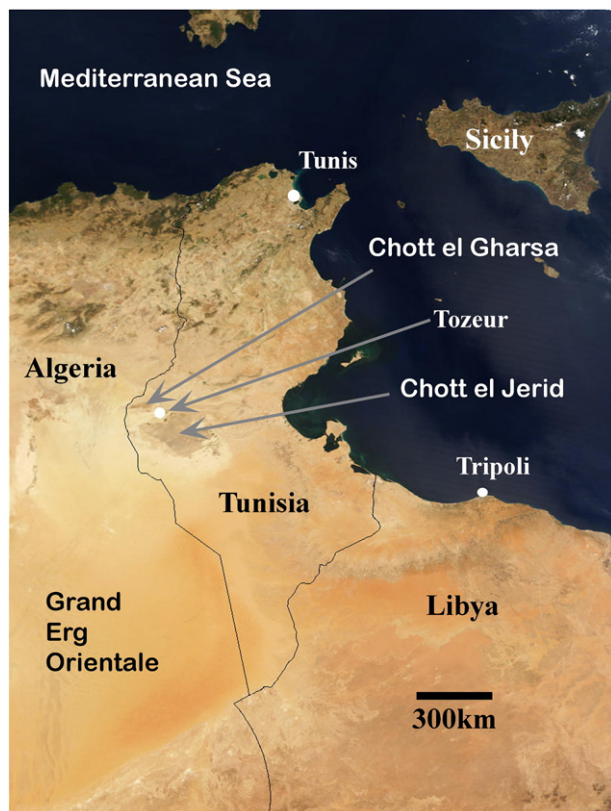 Mediterranean Sea
Sicily
Tunis
Chott el Gharsa
Tozeur
Algeria
Chott el Jerid
Tripoli
Tunisia
Grand
Erg
Orientale
Libya
300km